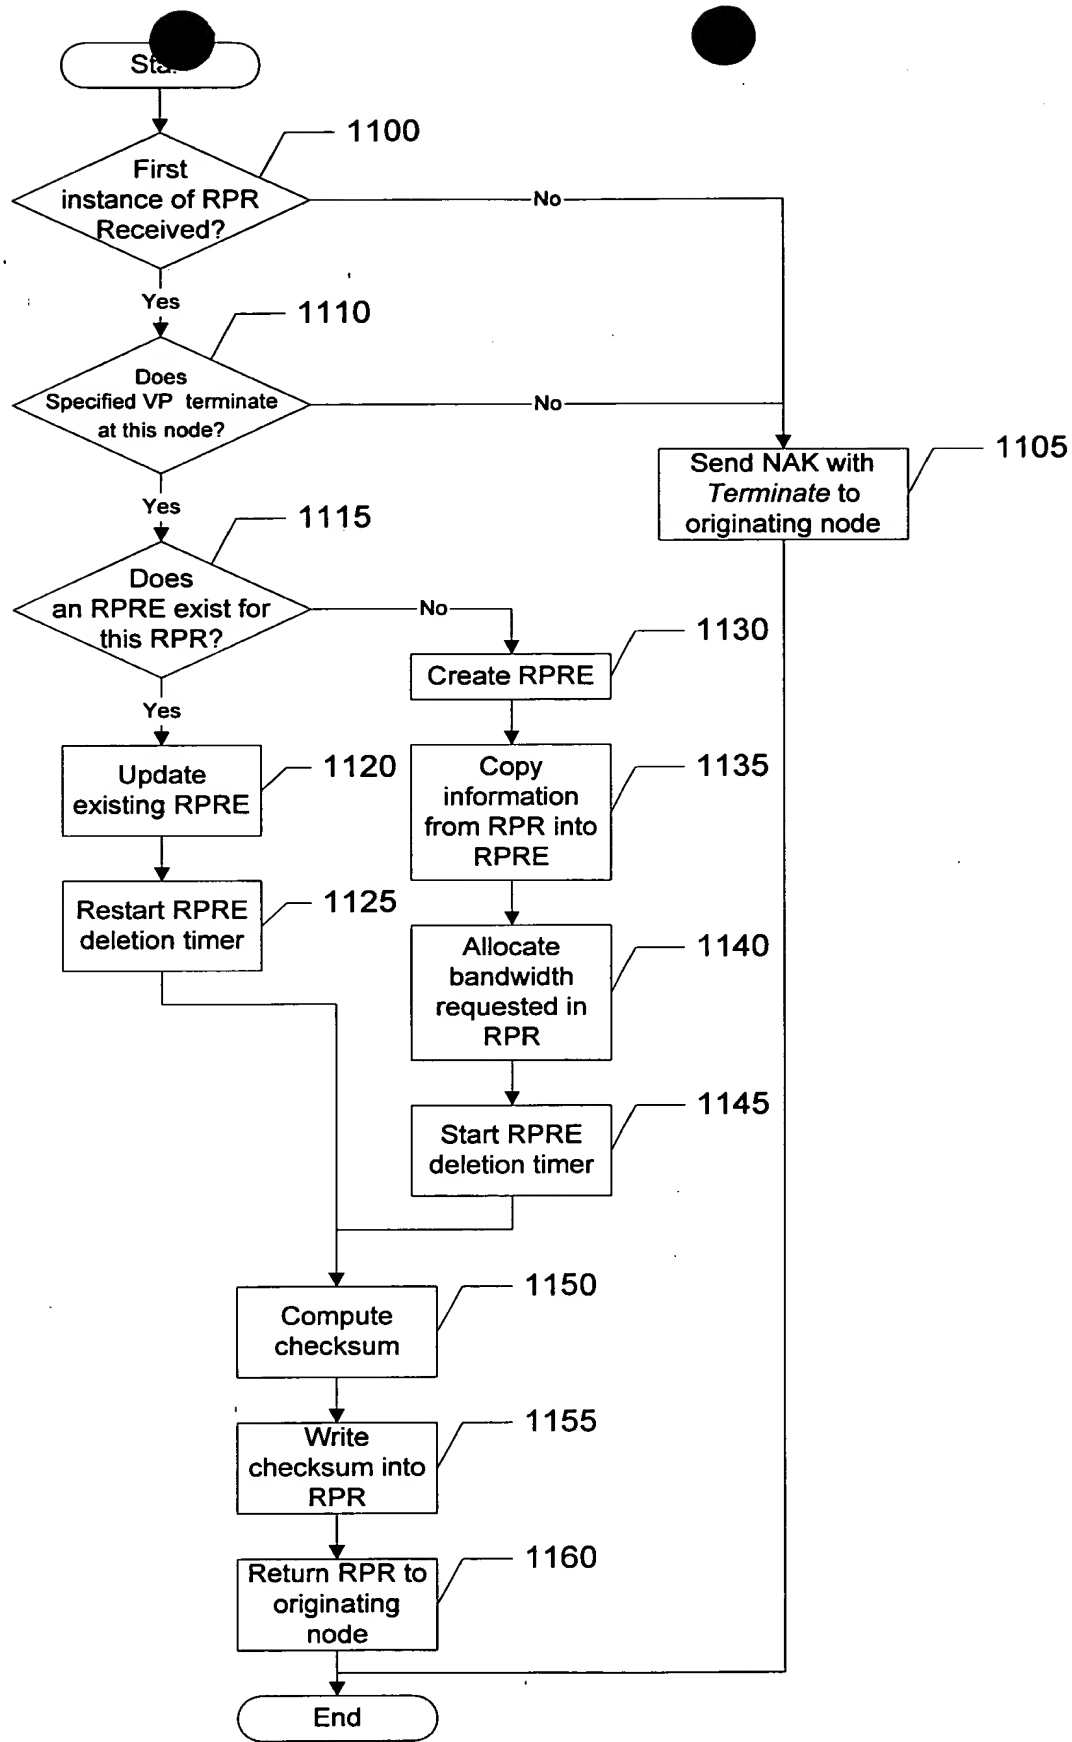 1100
First
instance of RPR
Received?
No
Yes
1110
Does
Specified VP terminate
at this node?
No
1105
Send NAK with
Terminate to
originating node
Yes
1115
Does
an RPRE exist for
this RPR?
No
1130
Create RPRE
Yes
1120
Update
existing RPRE
1135
Copy
information
from RPR into
RPRE
1125
Restart RPRE
deletion timer
1140
Allocate
bandwidth
requested in
RPR
1145
Start RPRE
deletion timer
1150
Compute
checksum
1155
Write
checksum into
RPR
1160
Return RPR to
originating
node
End